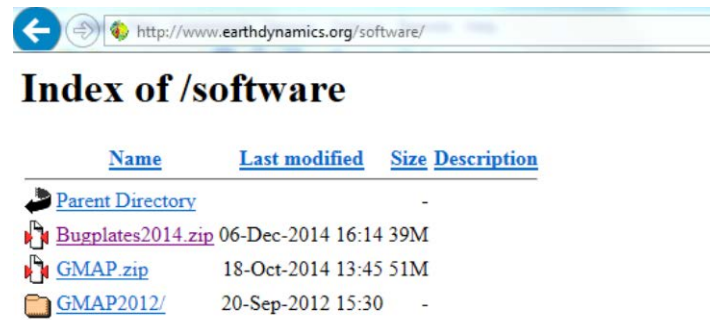 http://www.earthdynamics.org/software/
Index of /software
Name Last modified Size Description
Parent Directory -
Bugplates2014.zip 06-Dec-2014 16:14 39M
GMAP.zip 18-Oct-2014 13:45 51M
GMAP2012/ 20-Sep-2012 15:30 -